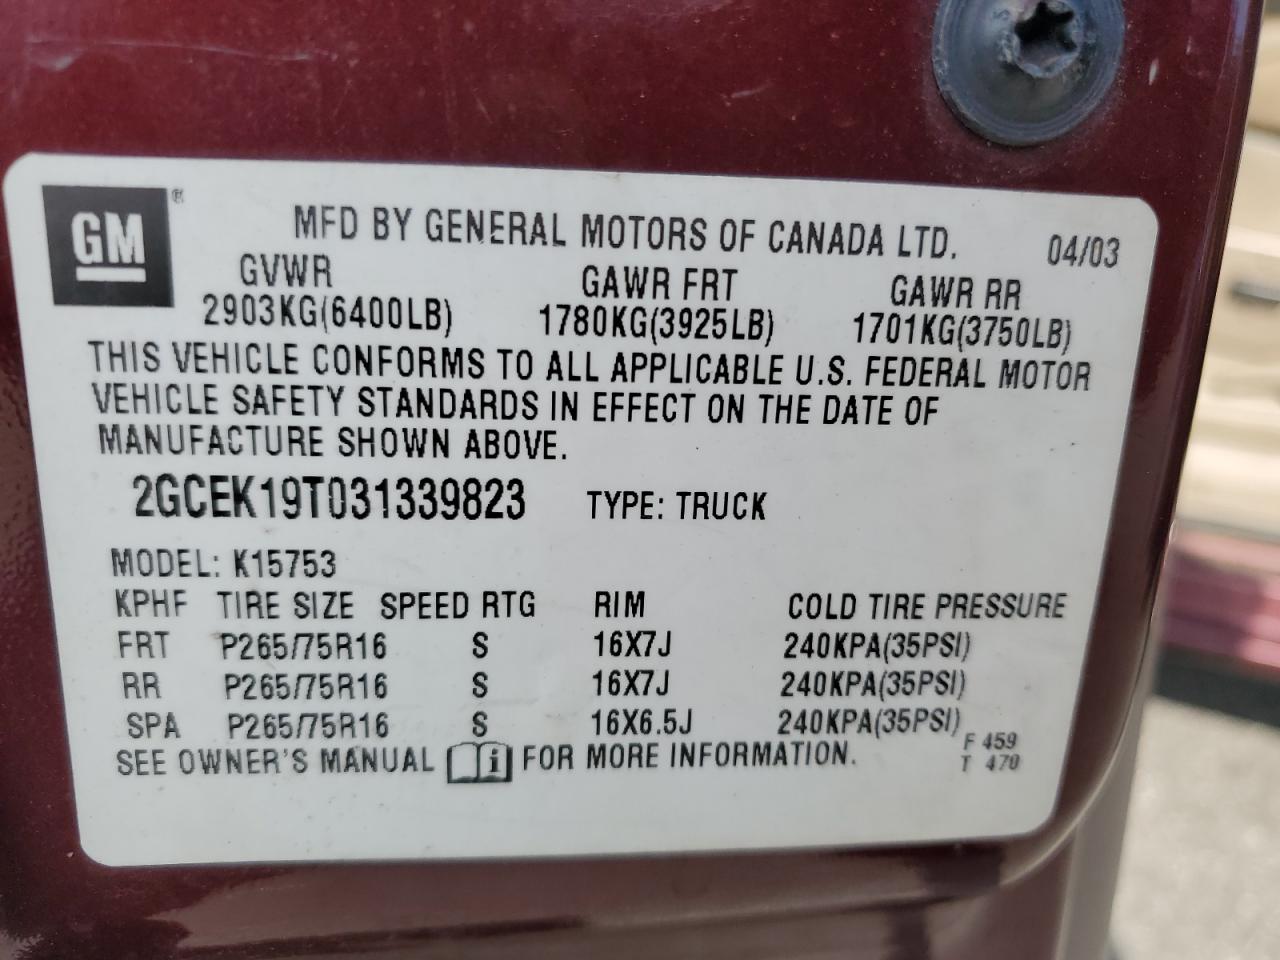 GM ®
MFD BY GENERAL MOTORS OF CANADA LTD. 04/03
GVWR GAWR FRT GAWR RR
2903KG(6400LB) 1780KG(3925LB) 1701KG(3750LB)
THIS VEHICLE CONFORMS TO ALL APPLICABLE U.S. FEDERAL MOTOR
VEHICLE SAFETY STANDARDS IN EFFECT ON THE DATE OF
MANUFACTURE SHOWN ABOVE.
2GCEK19T031339823 TYPE: TRUCK
MODEL: K15753
KPHF TIRE SIZE SPEED RTG RIM COLD TIRE PRESSURE
FRT P265/75R16 S 16X7J 240KPA(35PSI)
RR P265/75R16 S 16X7J 240KPA(35PSI)
SPA P265/75R16 S 16X6.5J 240KPA(35PSI)
SEE OWNER'S MANUAL i FOR MORE INFORMATION.
F 459
T 470